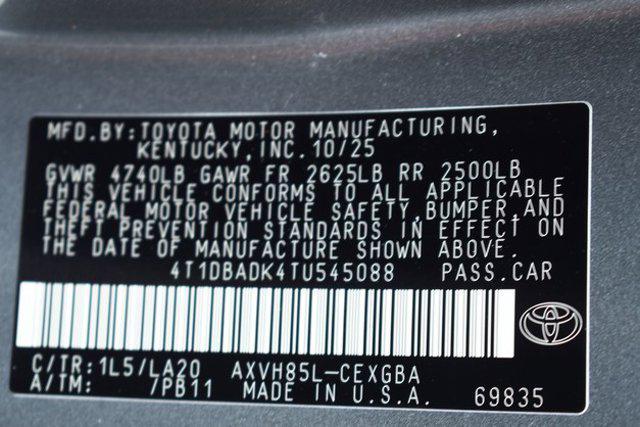 MFD.BY:TOYOTA MOTOR MANUFACTURING,
KENTUCKY,INC.10/25
GVWR 4740LB GAWR FR 2625LB RR 2500LB
THIS VEHICLE CONFORMS TO ALL APPLICABLE
FEDERAL MOTOR VEHICLE SAFETY,BUMPER,AND
THEFT PREVENTION STANDARDS IN EFFECT ON
THE DATE OF MANUFACTURE SHOWN ABOVE.
4T1DBADK4TU545088 PASS.CAR
C/TR:1L5/LA20 AXVH85L-CEXGBA
A/TM: /PB11 MADE IN U.S.A. 69835